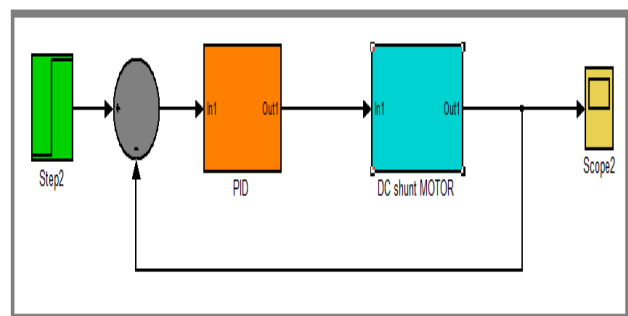 +
-
In1
Out1
In1
Out1
Step2
PID
DC shunt MOTOR
Scope2